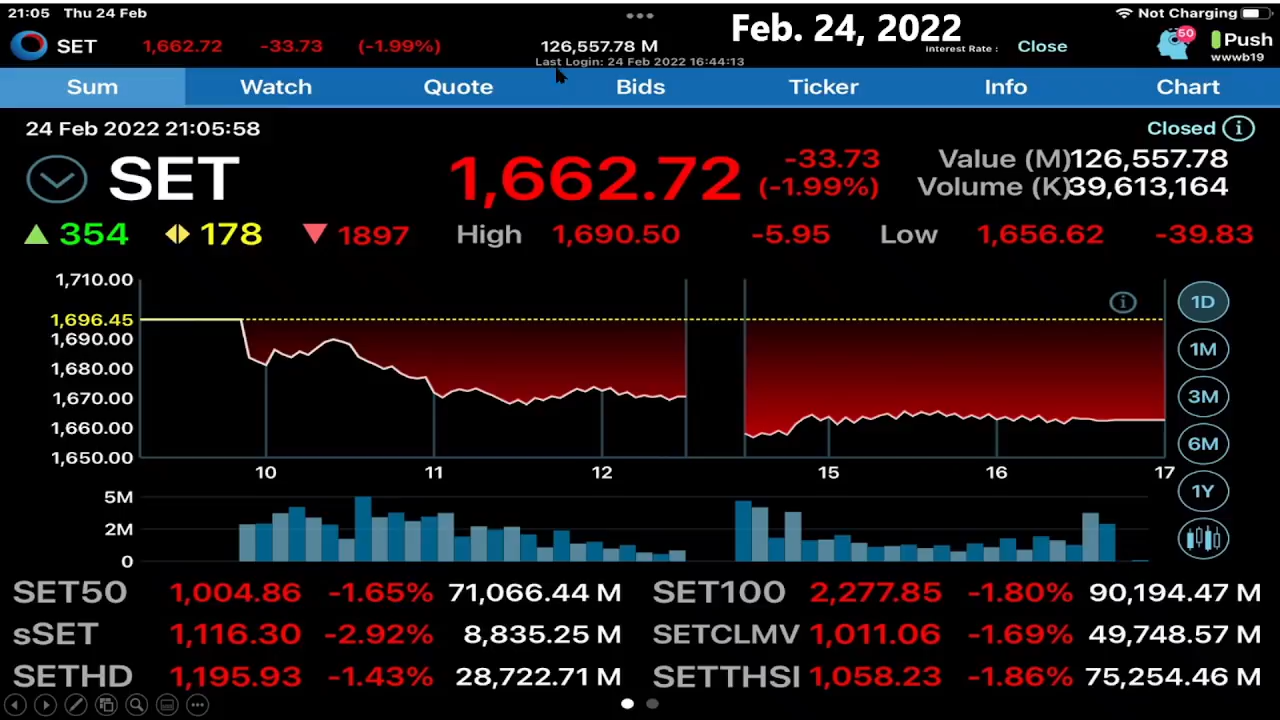 21:05 Thu 24 Feb
Feb. 24, 2022
Not Charging
SET 1,662.72 -33.73 (-1.99%) 126,557.78 M Interest Rate : Close 50 Push
Last Login: 24 Feb 2022 16:44:13 wwwb19
Sum Watch Quote Bids Ticker Info Chart
24 Feb 2022 21:05:58 Closed
SET 1,662.72 -33.73 (-1.99%)
Value (M) 126,557.78
Volume (K) 39,613,164
354 178 1897 High 1,690.50 -5.95 Low 1,656.62 -39.83
1,710.00
1,696.45
1,690.00
1,680.00
1,670.00
1,660.00
1,650.00
10 11 12 15 16 17
1D
1M
3M
6M
1Y
5M
2M
0
SET50 1,004.86 -1.65% 71,066.44 M SET100 2,277.85 -1.80% 90,194.47 M
sSET 1,116.30 -2.92% 8,835.25 M SETCLMV 1,011.06 -1.69% 49,748.57 M
SETHD 1,195.93 -1.43% 28,722.71 M SETTHSI 1,058.23 -1.86% 75,254.46 M